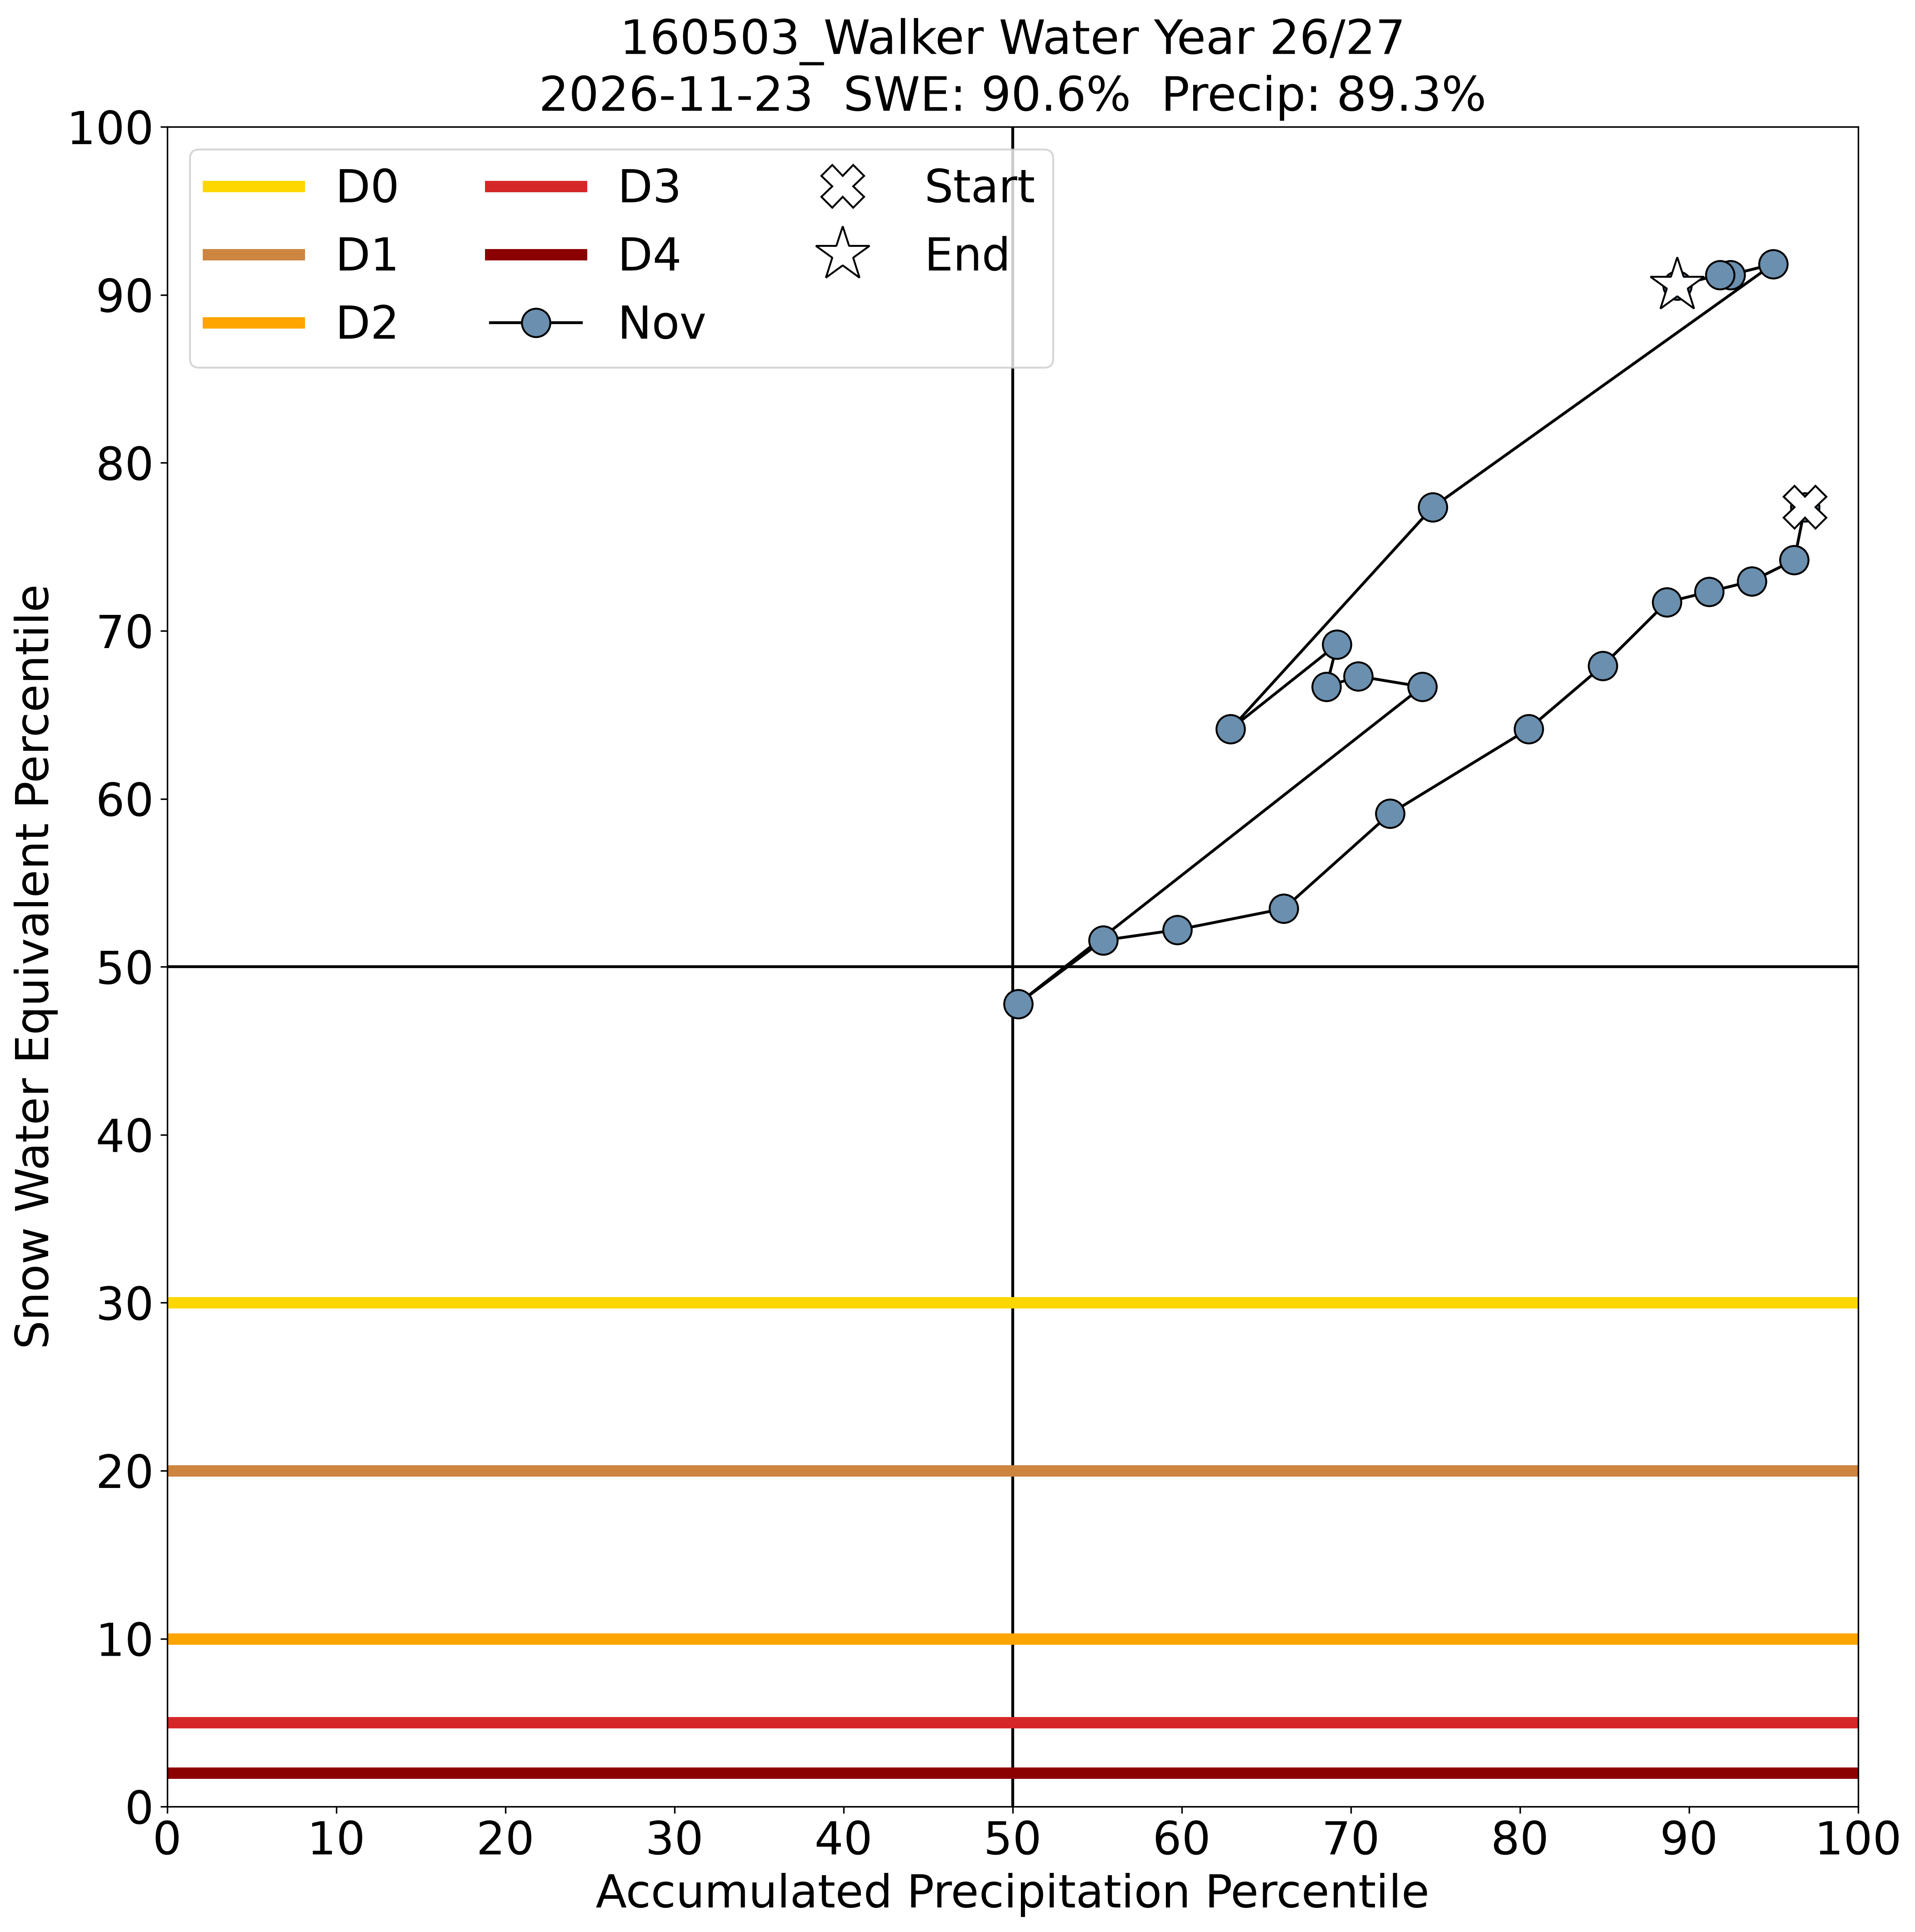 160503_Walker Water Year 26/27
2026-11-23  SWE: 90.6%  Precip: 89.3%
D0
D1
D2
D3
D4
Nov
Start
End
Snow Water Equivalent Percentile
100
90
80
70
60
50
40
30
20
10
0
0 10 20 30 40 50 60 70 80 90 100
Accumulated Precipitation Percentile